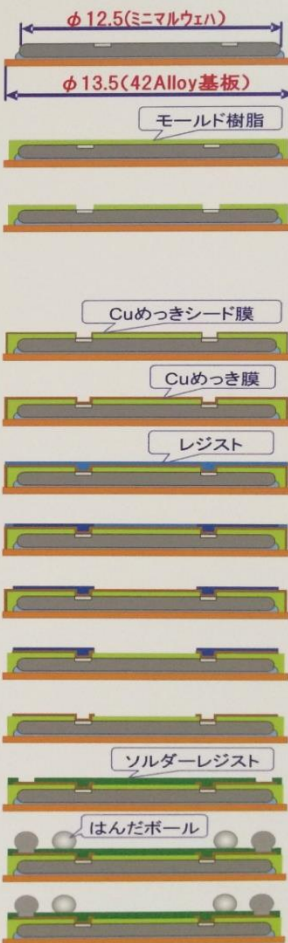 φ12.5(ミニマルウェハ)
φ13.5(42Alloy基板)
モールド樹脂
Cuめっきシード膜
Cuめっき膜
レジスト
ソルダーレジスト
はんだボール